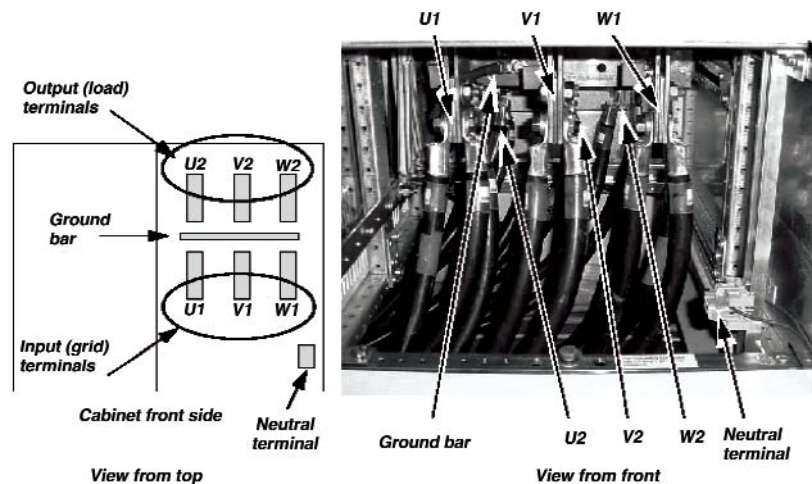 U1
V1
W1
Output (load)
terminals
U2 V2 W2
Ground
bar
U1 V1 W1
Input (grid)
terminals
Cabinet front side
Neutral
terminal
View from top
Ground bar
U2
V2
W2
Neutral
terminal
View from front